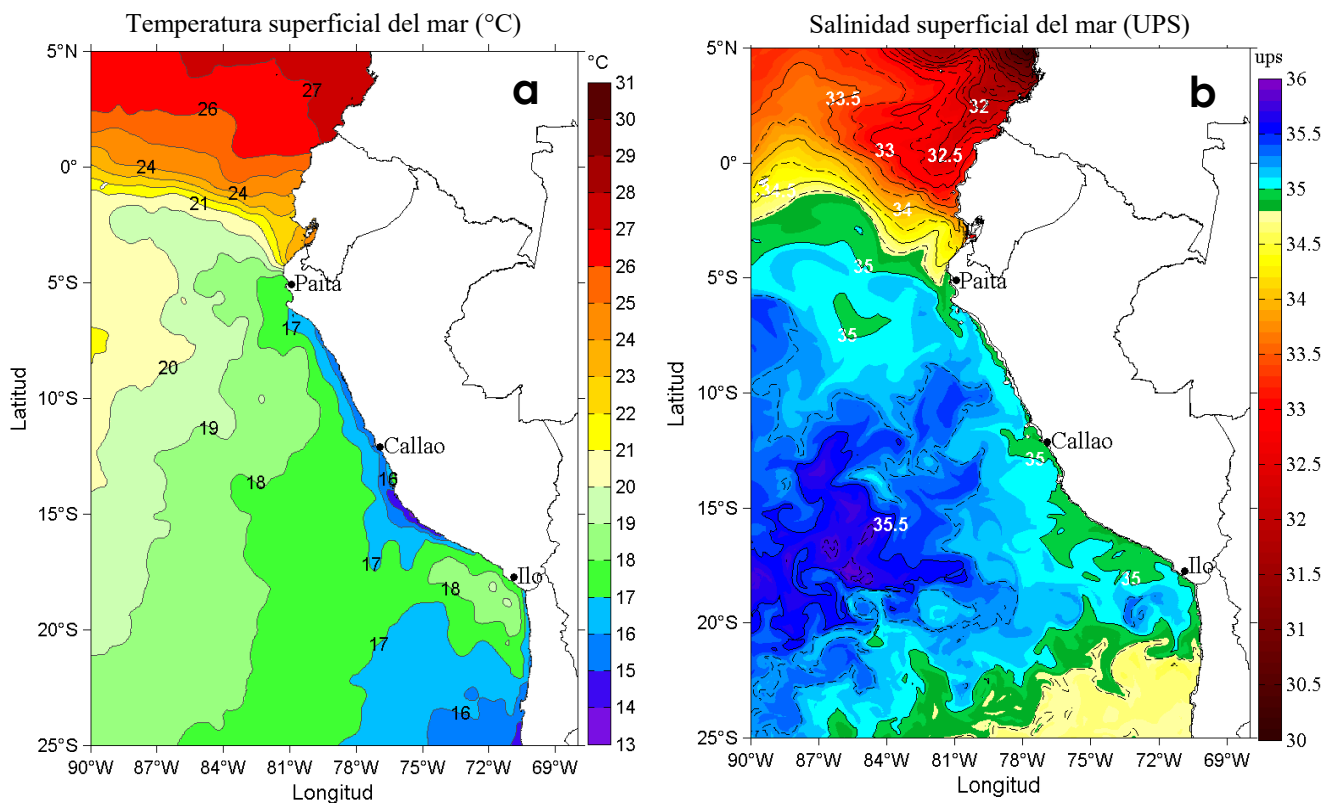 Temperatura superficial del mar (°C)
5°N
0°
5°S
10°S
15°S
20°S
25°S
Latitud
90°W
87°W
84°W
81°W
78°W
75°W
72°W
69°W
Longitud
a
27
26
24
24
21
Paita
17
20
19
Callao
18
16
17
Ilo
18
17
16
°C
31
30
29
28
27
26
25
24
23
22
21
20
19
18
17
16
15
14
13
Salinidad superficial del mar (UPS)
5°N
0°
5°S
10°S
15°S
20°S
25°S
Latitud
90°W
87°W
84°W
81°W
78°W
75°W
72°W
69°W
Longitud
b
33.5
32
33
32.5
34
35
Paita
35
Callao
35
35.5
Ilo
35
ups
36
35.5
35
34.5
34
33.5
33
32.5
32
31.5
31
30.5
30